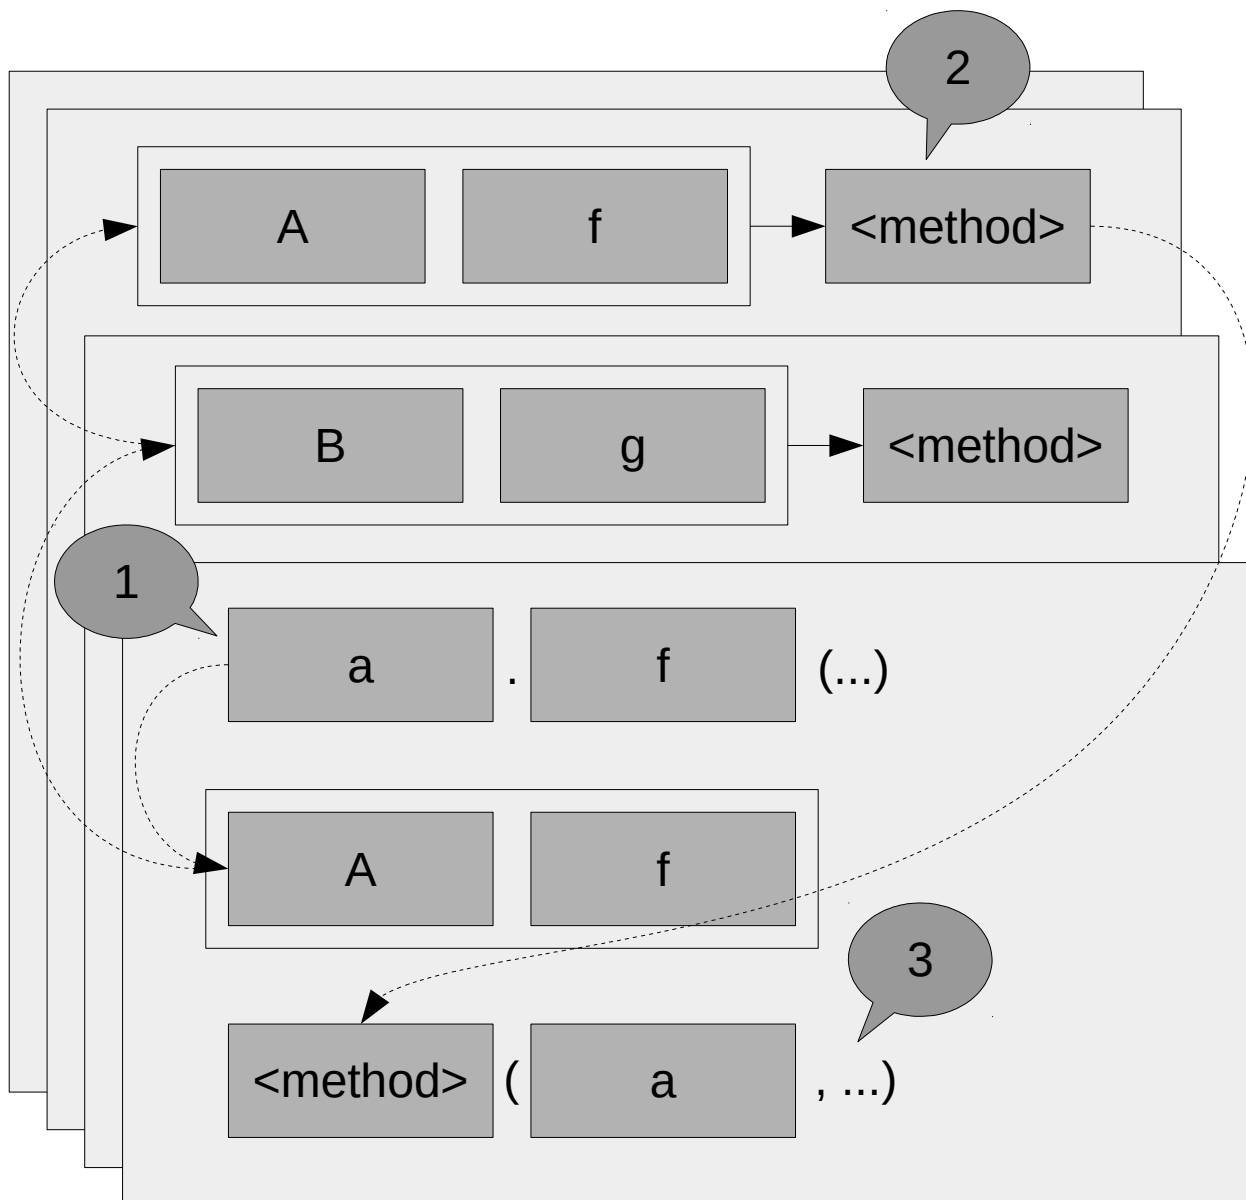 2
A f <method>
B g <method>
1
a . f (...)
A f
3
<method> ( a , ...)